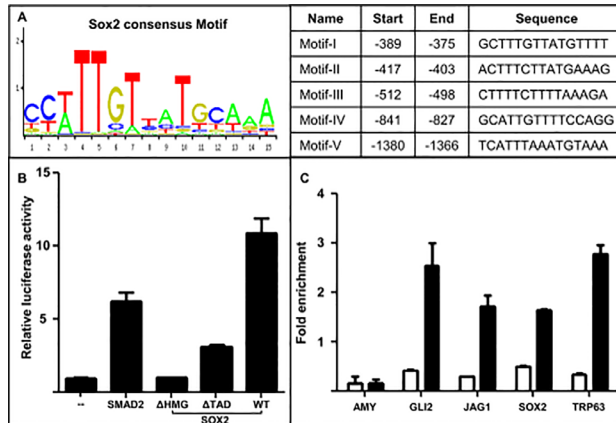 A
Sox2 consensus Motif
2
1
1 2 3 4 5 6 7 8 9 10 11 12 13 14 15
Name Start End Sequence
Motif-I -389 -375 GCTTTGTTATGTTTT
Motif-II -417 -403 ACTTTCTTATGAAAG
Motif-III -512 -498 CTTTTCTTTTAAAGA
Motif-IV -841 -827 GCATTGTTTTCCAGG
Motif-V -1380 -1366 TCATTTAAATGTAAA
B
Relative luciferase activity
15
10
5
-- SMAD2 ΔHMG ΔTAD WT
SOX2
C
Fold enrichment
4
3
2
1
0
AMY GLI2 JAG1 SOX2 TRP63